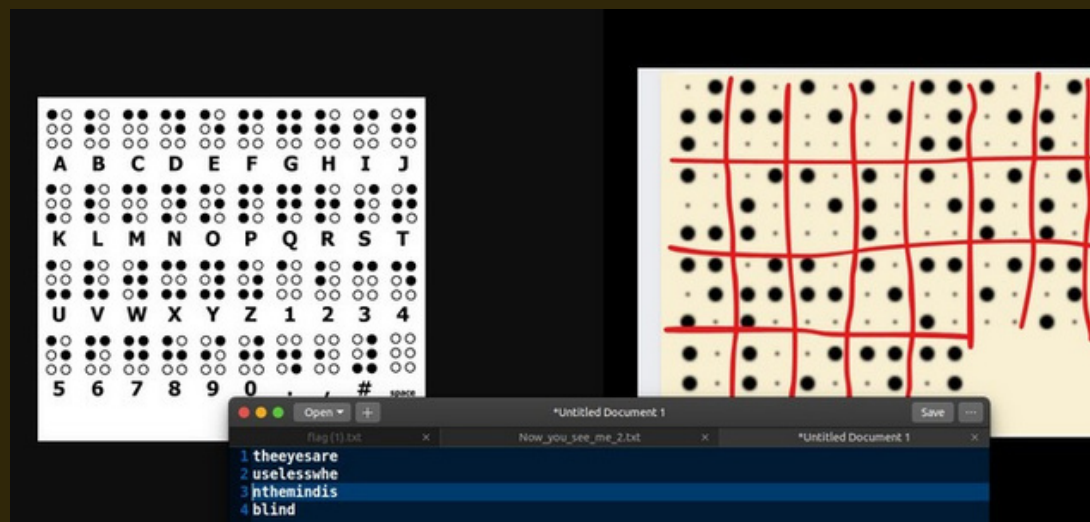 A B C D E F G H I J
K L M N O P Q R S T
U V W X Y Z 1 2 3 4
5 6 7 8 9 0 . , # space
Open
*Untitled Document 1
Save
flag (1).txt
Now_you_see_me_2.txt
*Untitled Document 1
1 theeyesare
2 uselesswhe
3 nthemindis
4 blind